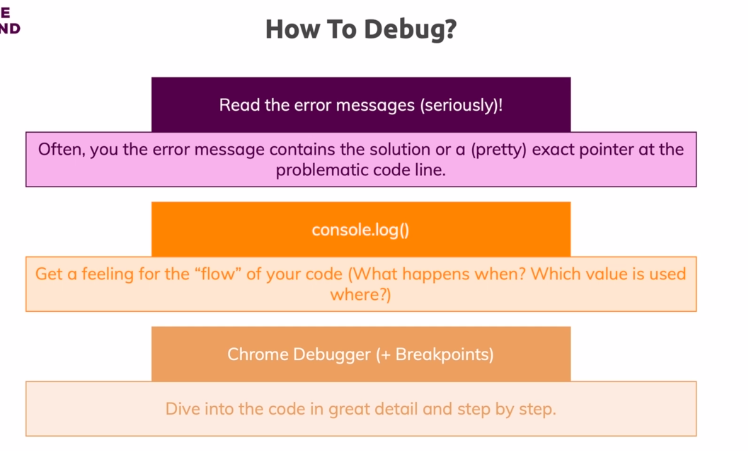 E
ND
How To Debug?
Read the error messages (seriously)!
Often, you the error message contains the solution or a (pretty) exact pointer at the
problematic code line.
console.log()
Get a feeling for the “flow” of your code (What happens when? Which value is used
where?)
Chrome Debugger (+ Breakpoints)
Dive into the code in great detail and step by step.